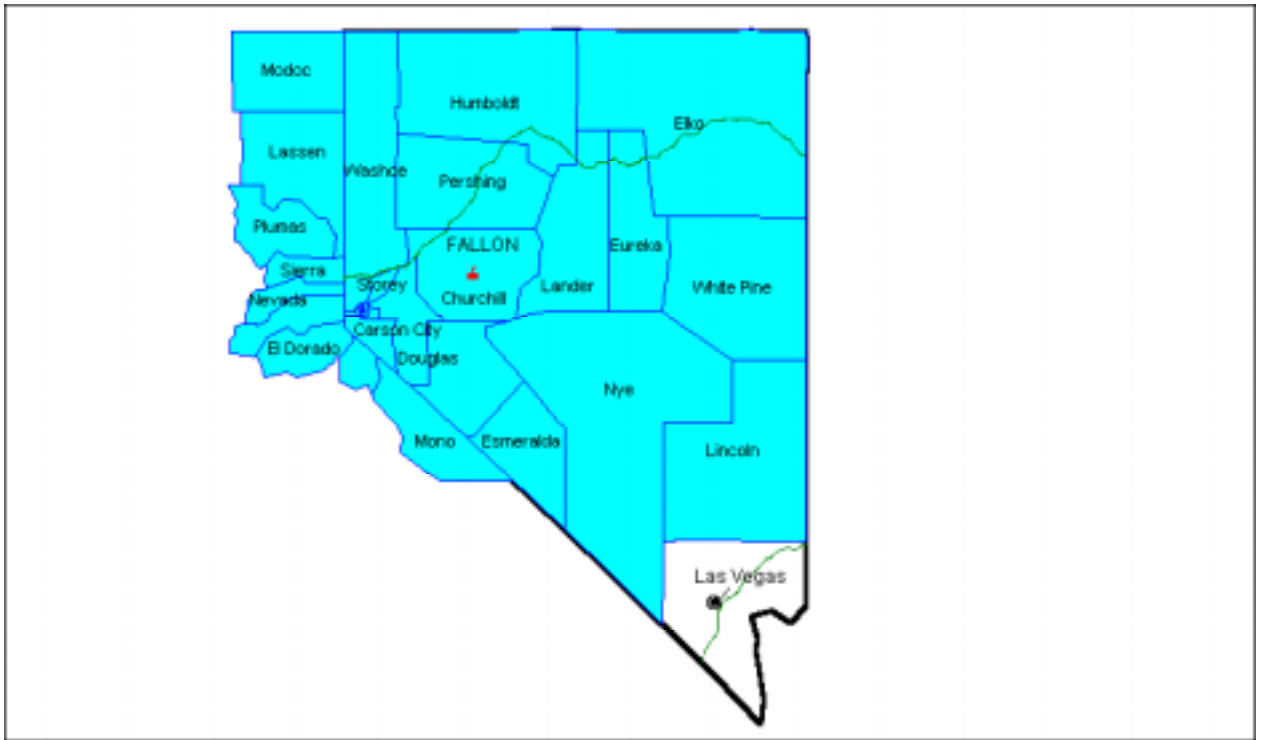 Modoc
Humboldt
Elko
Lassen
Washoe
Pershing
Plumas
FALLON
Eureka
Sierra
Storey
Lander
White Pine
Nevada
Churchill
Carson City
El Dorado
Douglas
Nye
Mono
Esmeralda
Lincoln
Las Vegas